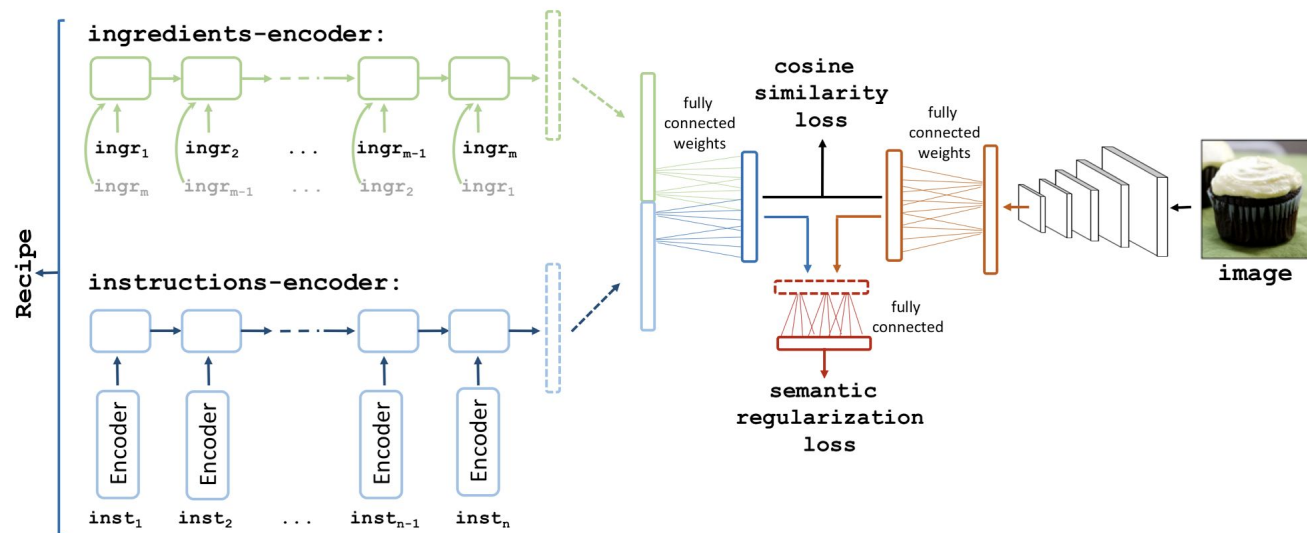 Recipe
ingredients-encoder:
ingr₁ ingr₂ ... ingrₘ₋₁ ingrₘ
ingrₘ ingrₘ₋₁ ... ingr₂ ingr₁
instructions-encoder:
Encoder Encoder Encoder Encoder
inst₁ inst₂ ... instₙ₋₁ instₙ
fully
connected
weights
cosine
similarity
loss
fully
connected
weights
fully
connected
semantic
regularization
loss
image